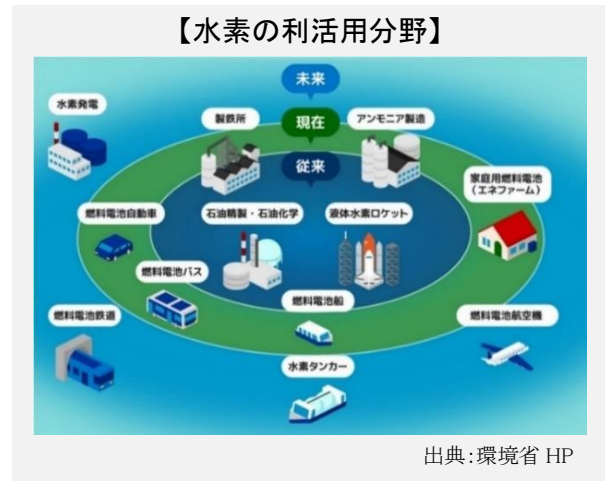 【水素の利活用分野】
未来
水素発電
製鉄所
現在
アンモニア製造
従来
家庭用燃料電池
(エネファーム)
燃料電池自動車
石油精製・石油化学
液体水素ロケット
燃料電池バス
燃料電池船
燃料電池鉄道
燃料電池航空機
水素タンカー
出典:環境省 HP